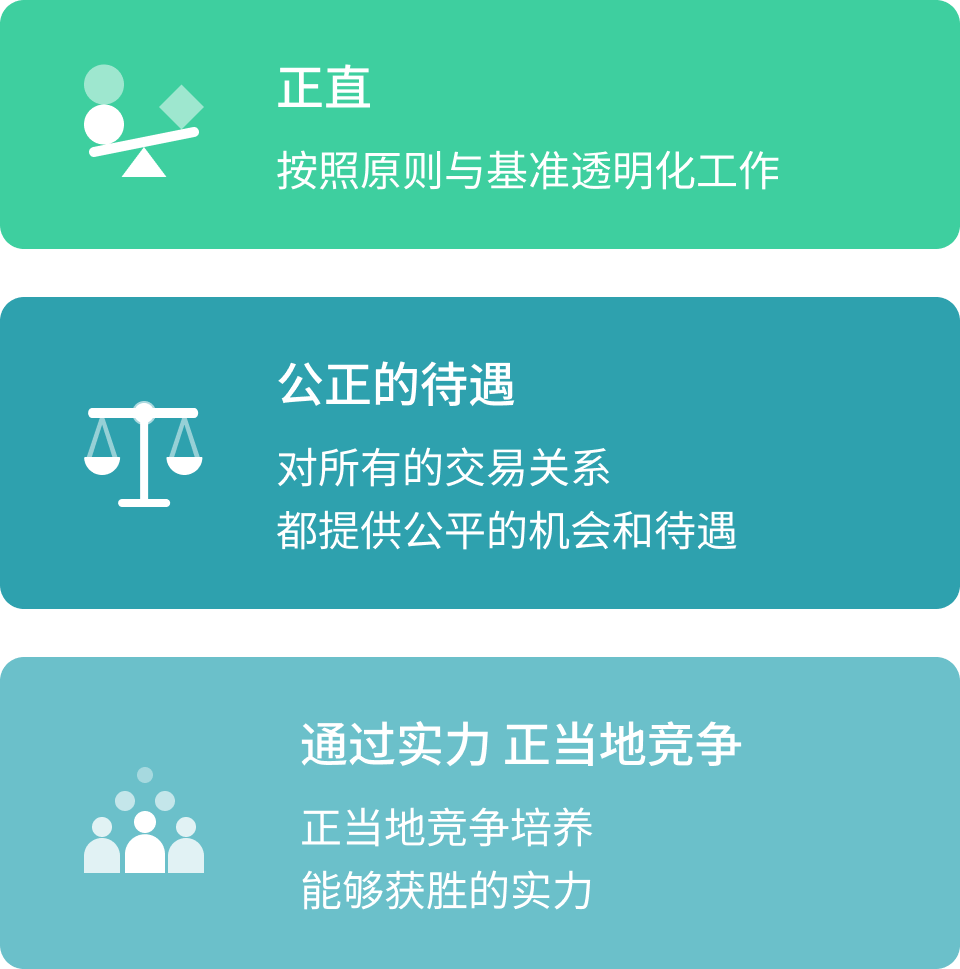 正直
按照原则与基准透明化工作
公正的待遇
对所有的交易关系
都提供公平的机会和待遇
通过实力 正当地竞争
正当地竞争培养
能够获胜的实力